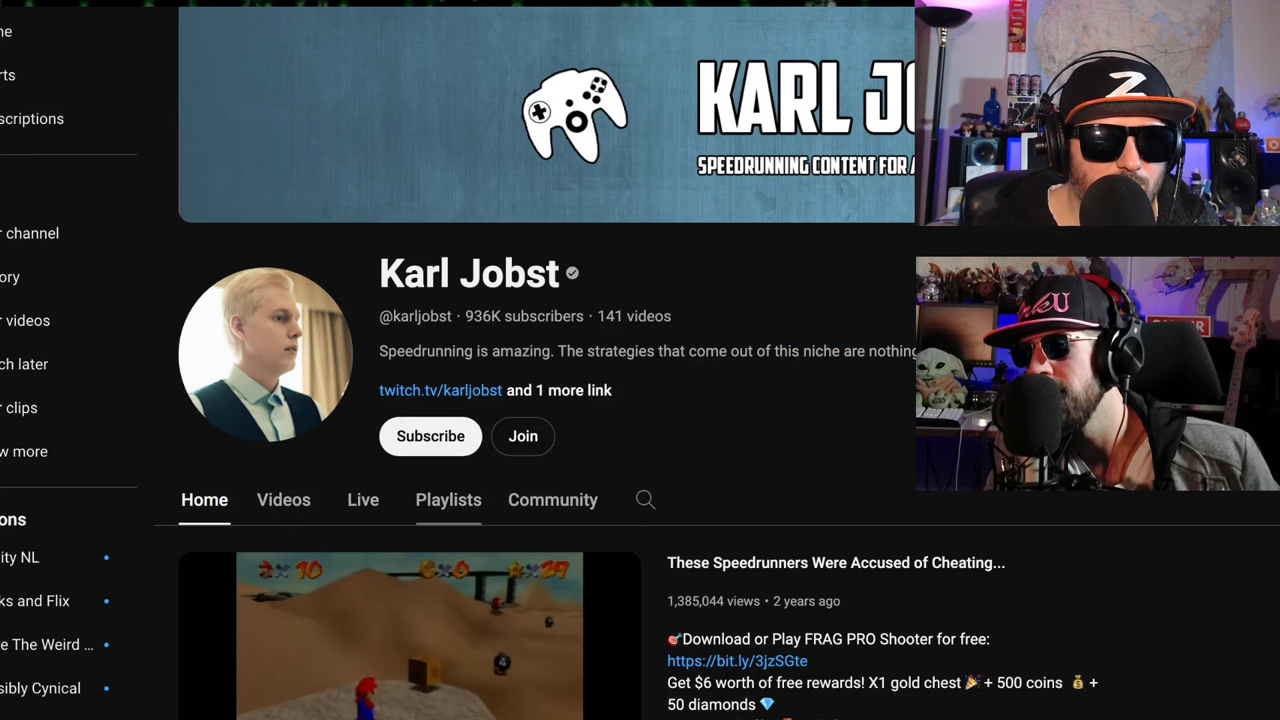 ne
rts
scriptions
r channel
ory
r videos
ch later
r clips
w more
ons
ity NL
ks and Flix
e The Weird ...
sibly Cynical
KARL JO
SPEEDRUNNING CONTENT FOR A
Karl Jobst
@karljobst · 936K subscribers · 141 videos
Speedrunning is amazing. The strategies that come out of this niche are nothing
twitch.tv/karljobst and 1 more link
Subscribe
Join
Home
Videos
Live
Playlists
Community
x10
x0
x29
These Speedrunners Were Accused of Cheating...
1,385,044 views • 2 years ago
🎯Download or Play FRAG PRO Shooter for free:
https://bit.ly/3jzSGte
Get $6 worth of free rewards! X1 gold chest 🎉 + 500 coins 💰 +
50 diamonds 💎
Z